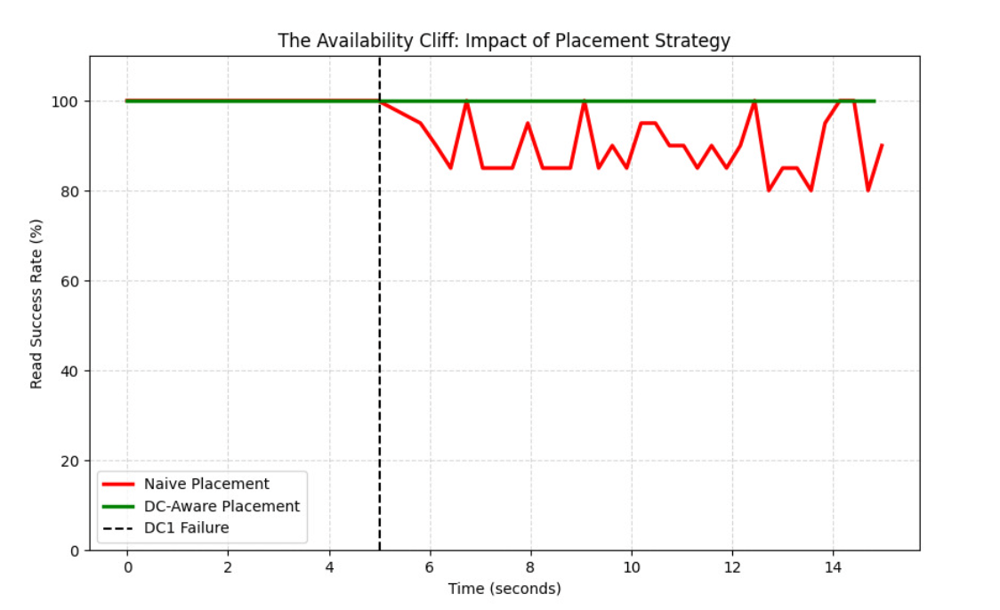 The Availability Cliff: Impact of Placement Strategy
Read Success Rate (%)
100
80
60
40
20
0
Naive Placement
DC-Aware Placement
DC1 Failure
0 2 4 6 8 10 12 14
Time (seconds)